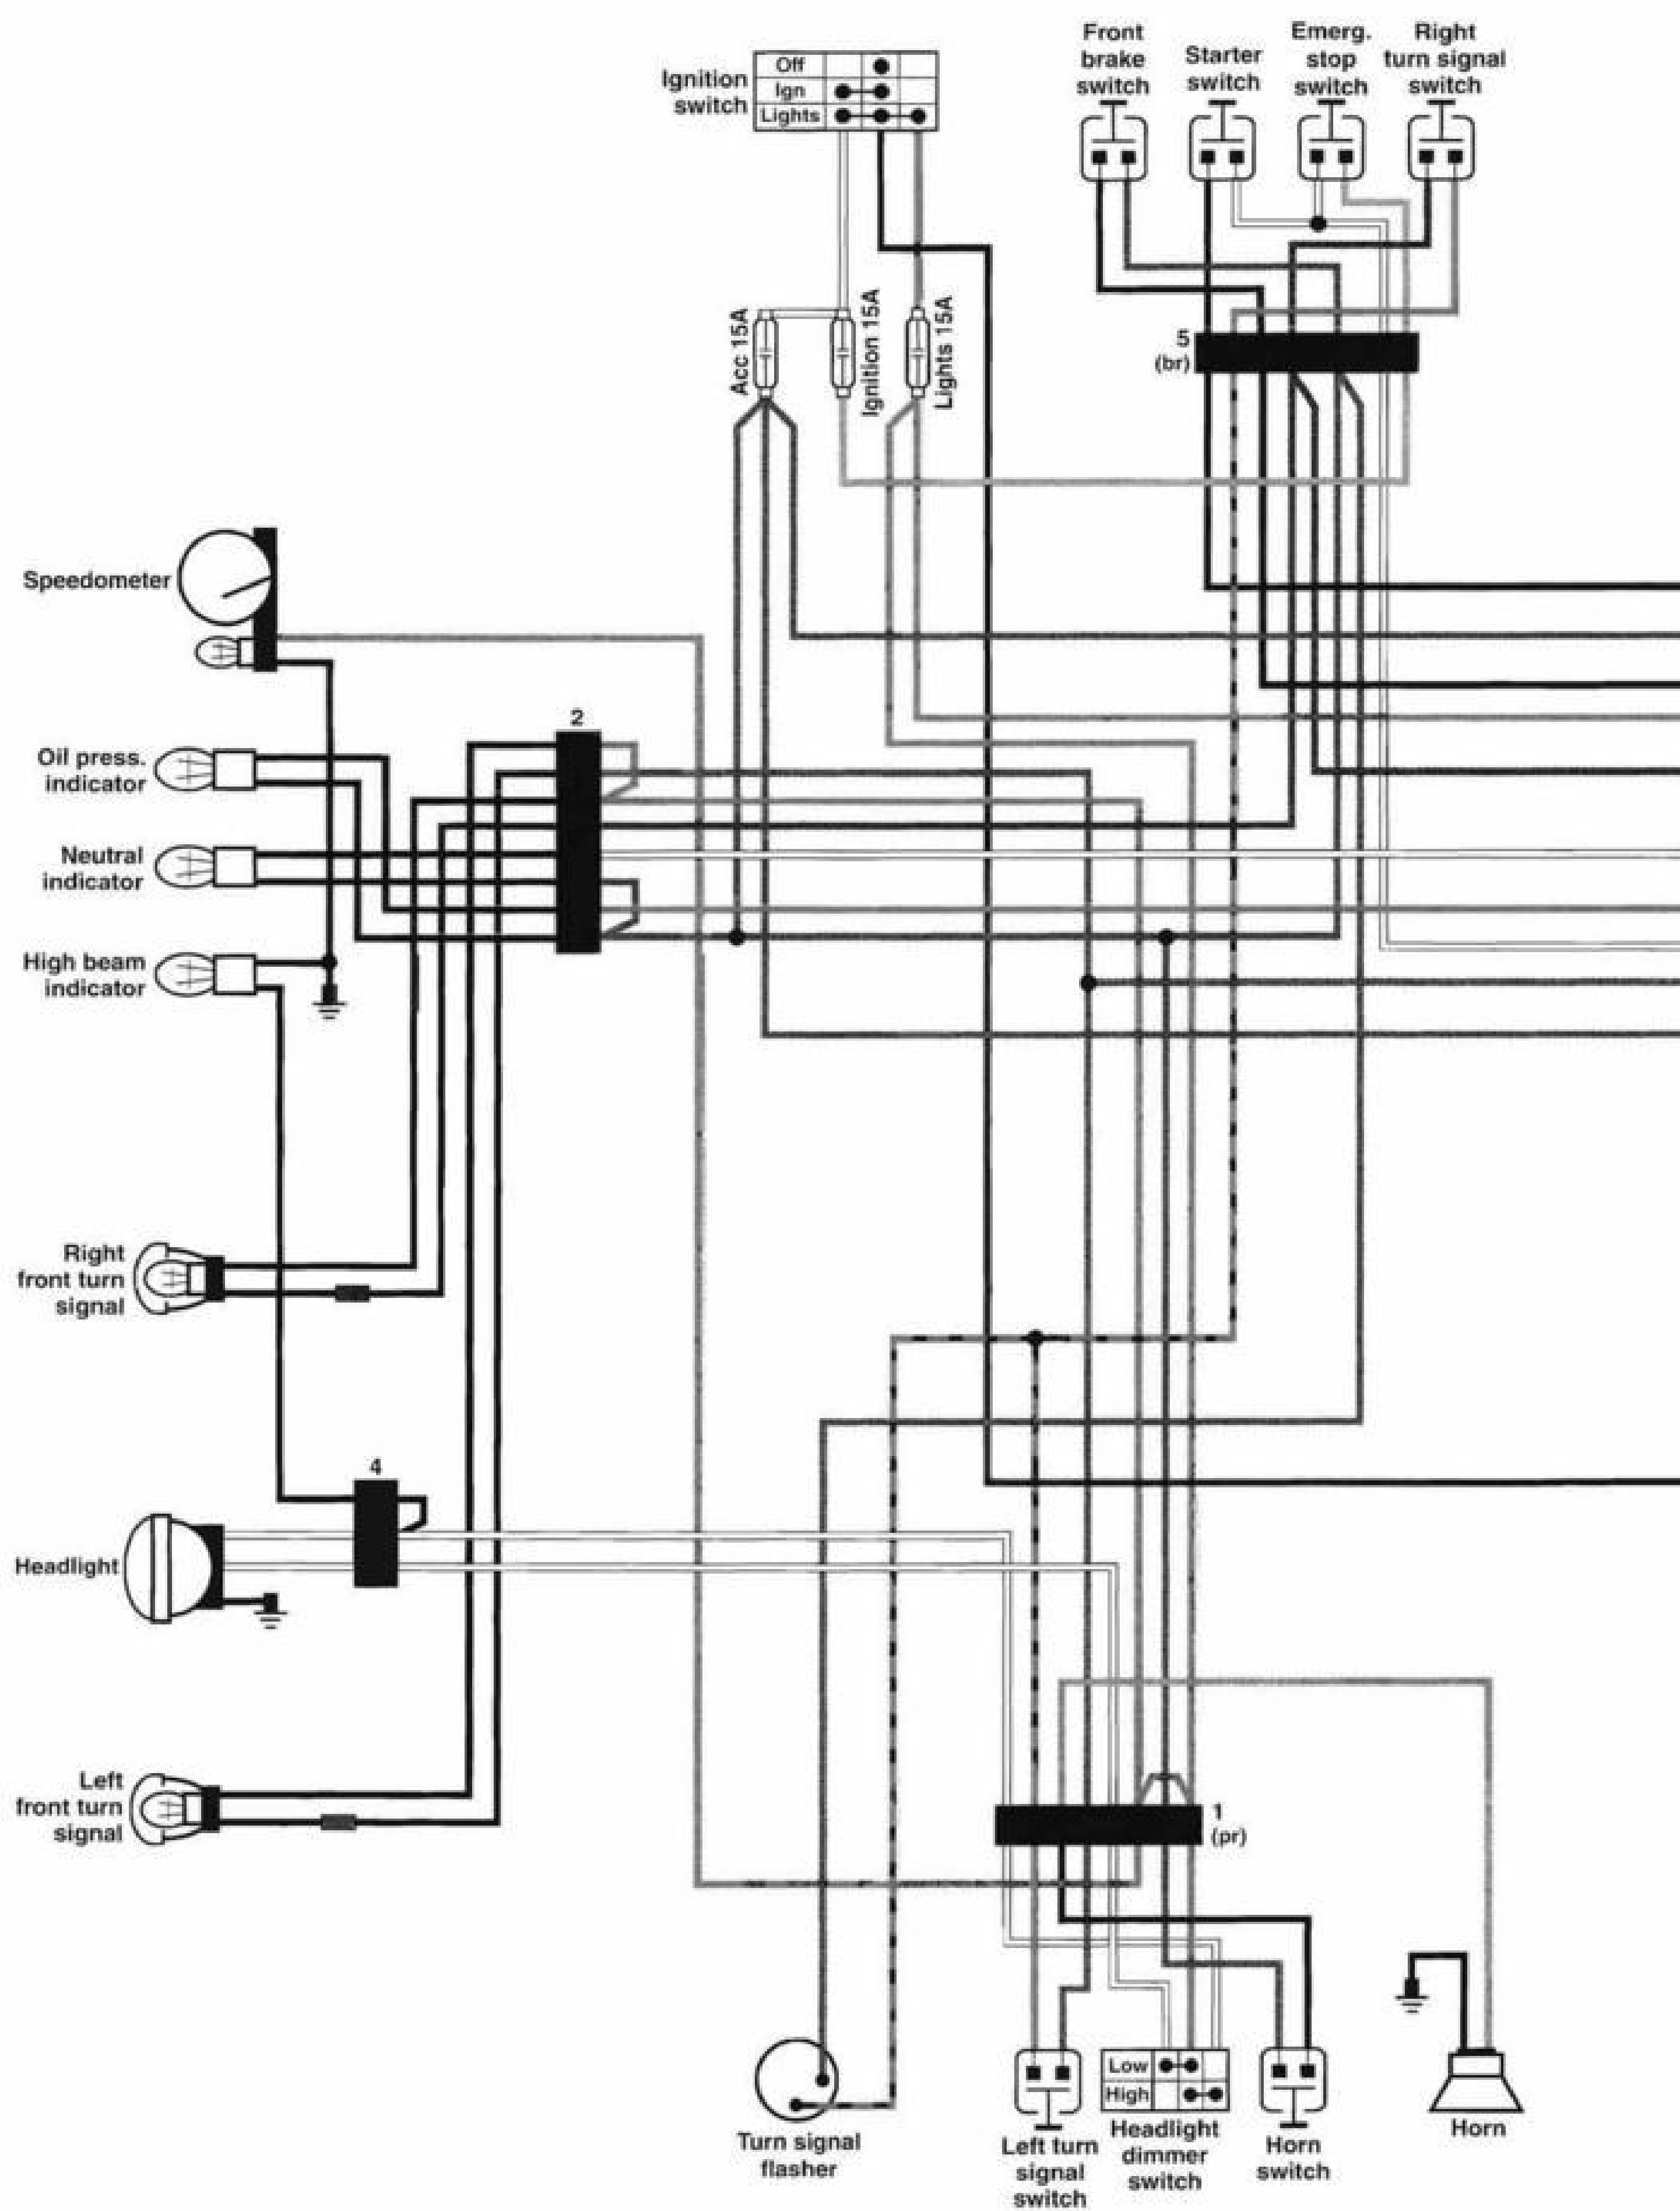 Front
brake
switch
Starter
switch
Emerg.
stop
switch
Right
turn signal
switch
Ignition
switch
Off
Ign
Lights
Acc 15A
Ignition 15A
Lights 15A
5
(br)
Speedometer
2
Oil press.
indicator
Neutral
indicator
High beam
indicator
Right
front turn
signal
4
Headlight
Left
front turn
signal
1
(pr)
Low
High
Turn signal
flasher
Left turn
signal
switch
Headlight
dimmer
switch
Horn
switch
Horn